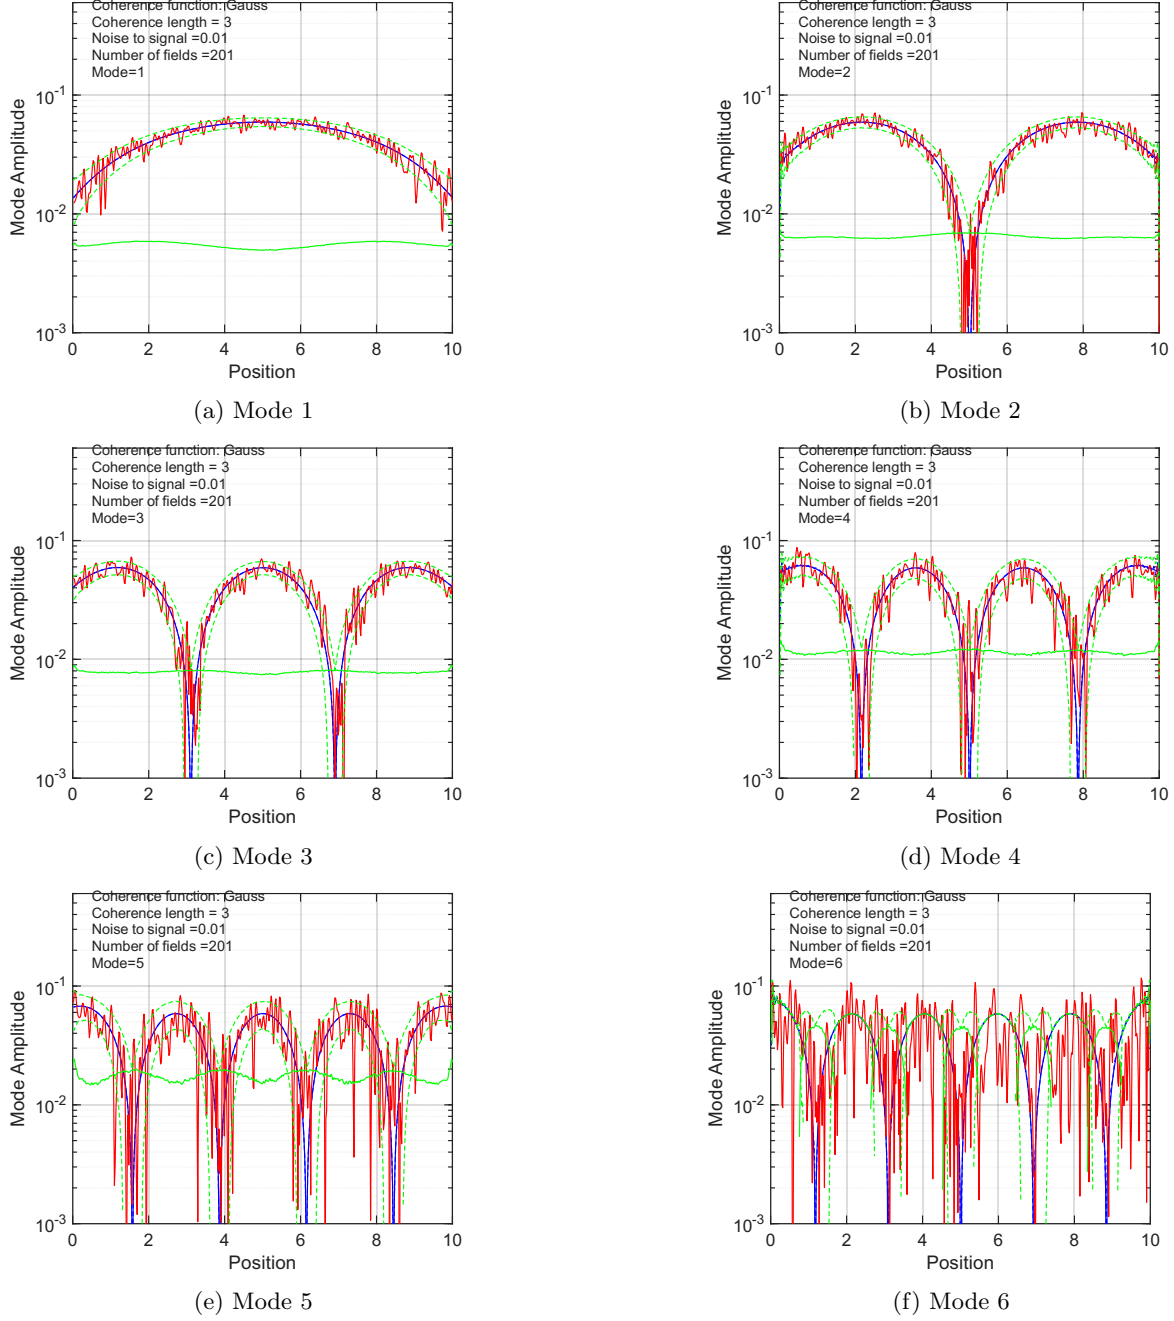 Coherence function: Gauss
Coherence length = 3
Noise to signal =0.01
Number of fields =201
Mode=1
10-1
10-2
10-3
Mode Amplitude
0 2 4 6 8 10
Position
(a) Mode 1
Coherence function: Gauss
Coherence length = 3
Noise to signal =0.01
Number of fields =201
Mode=2
10-1
10-2
10-3
Mode Amplitude
0 2 4 6 8 10
Position
(b) Mode 2
Coherence function: Gauss
Coherence length = 3
Noise to signal =0.01
Number of fields =201
Mode=3
10-1
10-2
10-3
Mode Amplitude
0 2 4 6 8 10
Position
(c) Mode 3
Coherence function: Gauss
Coherence length = 3
Noise to signal =0.01
Number of fields =201
Mode=4
10-1
10-2
10-3
Mode Amplitude
0 2 4 6 8 10
Position
(d) Mode 4
Coherence function: Gauss
Coherence length = 3
Noise to signal =0.01
Number of fields =201
Mode=5
10-1
10-2
10-3
Mode Amplitude
0 2 4 6 8 10
Position
(e) Mode 5
Coherence function: Gauss
Coherence length = 3
Noise to signal =0.01
Number of fields =201
Mode=6
10-1
10-2
10-3
Mode Amplitude
0 2 4 6 8 10
Position
(f) Mode 6